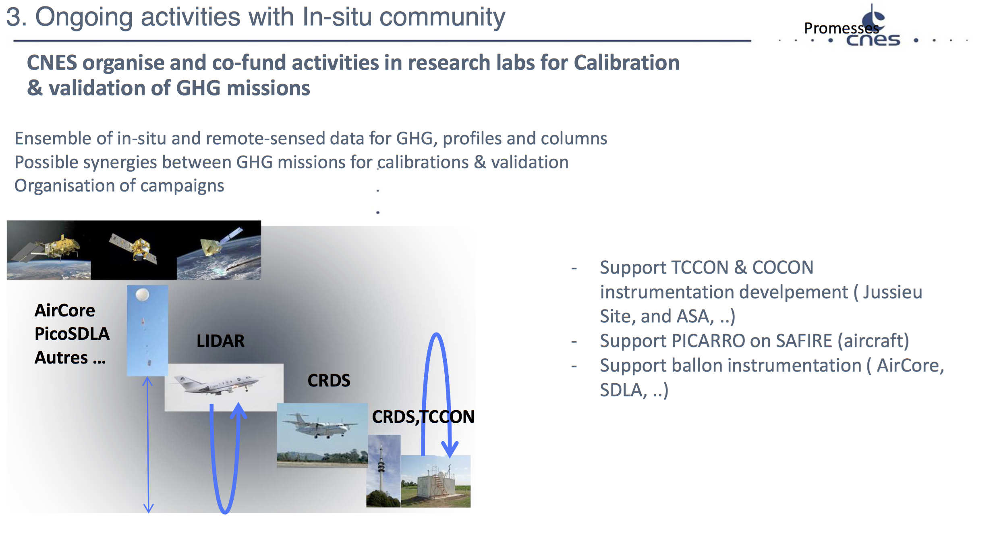 3. Ongoing activities with In-situ community
Promesses
cnes
CNES organise and co-fund activities in research labs for Calibration
& validation of GHG missions
Ensemble of in-situ and remote-sensed data for GHG, profiles and columns
Possible synergies between GHG missions for calibrations & validation
Organisation of campaigns
AirCore
PicoSDLA
Autres ...
LIDAR
CRDS
CRDS,TCCON
- Support TCCON & COCON
instrumentation develpement ( Jussieu
Site, and ASA, ..)
- Support PICARRO on SAFIRE (aircraft)
- Support ballon instrumentation ( AirCore,
SDLA, ..)